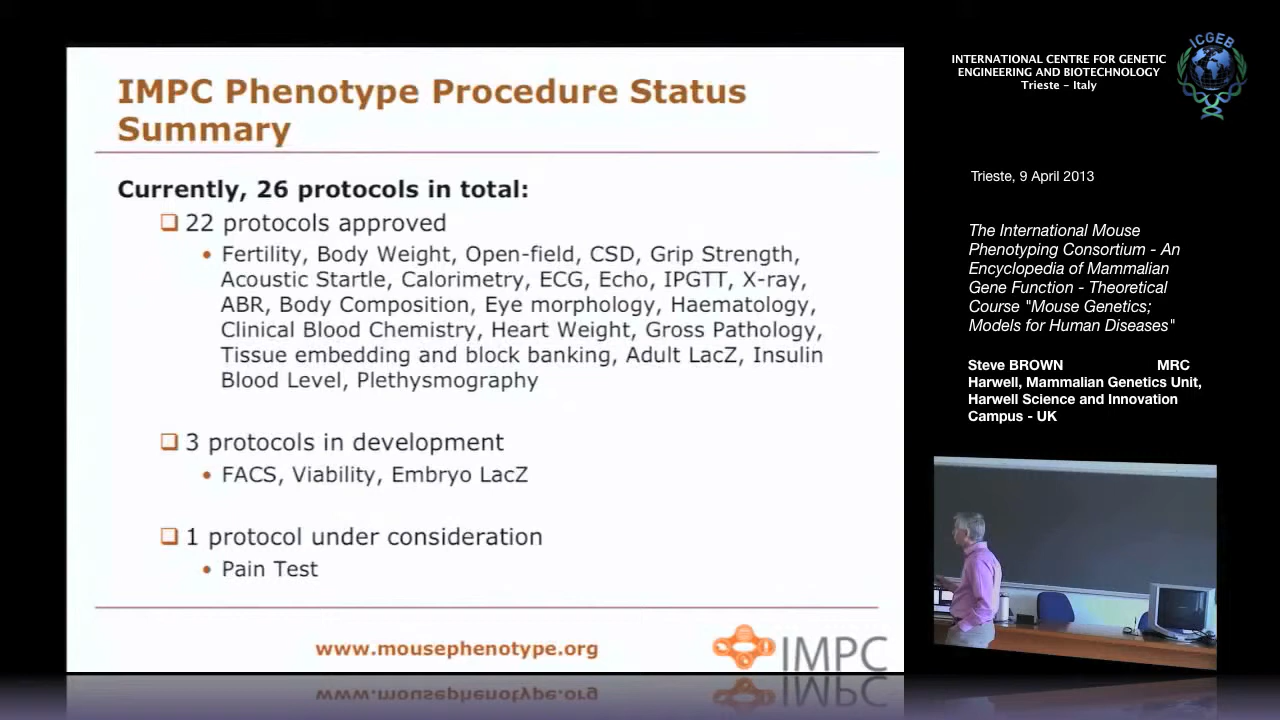 IMPC Phenotype Procedure Status
Summary
Currently, 26 protocols in total:
22 protocols approved
Fertility, Body Weight, Open-field, CSD, Grip Strength,
Acoustic Startle, Calorimetry, ECG, Echo, IPGTT, X-ray,
ABR, Body Composition, Eye morphology, Haematology,
Clinical Blood Chemistry, Heart Weight, Gross Pathology,
Tissue embedding and block banking, Adult LacZ, Insulin
Blood Level, Plethysmography
3 protocols in development
FACS, Viability, Embryo LacZ
1 protocol under consideration
Pain Test
www.mousephenotype.org
IMPC
INTERNATIONAL CENTRE FOR GENETIC
ENGINEERING AND BIOTECHNOLOGY
Trieste - Italy
ICGEB
Trieste, 9 April 2013
The International Mouse
Phenotyping Consortium - An
Encyclopedia of Mammalian
Gene Function - Theoretical
Course "Mouse Genetics;
Models for Human Diseases"
Steve BROWN MRC
Harwell, Mammalian Genetics Unit,
Harwell Science and Innovation
Campus - UK